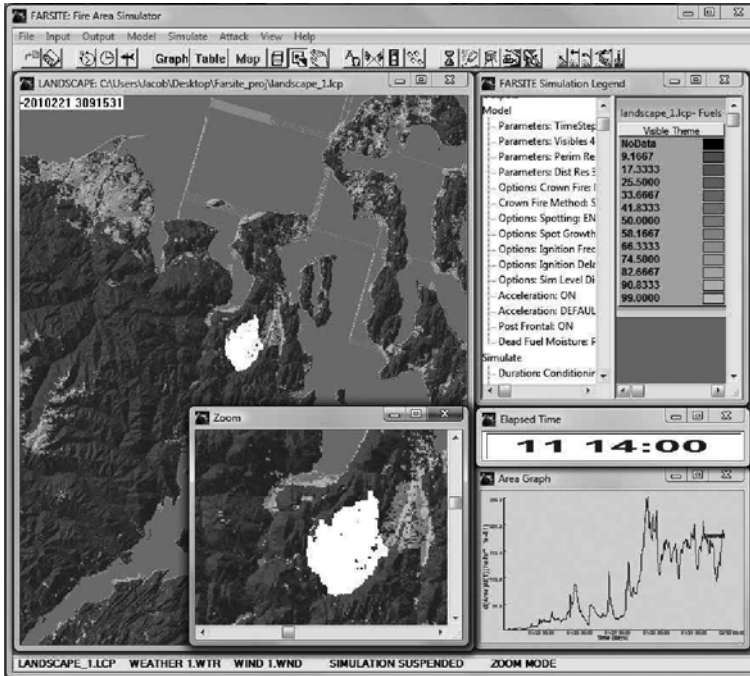 FARSITE: Fire Area Simulator
File Input Output Model Simulate Attack View ? Help
Graph Table Map
LANDSCAPE: C:\Users\Jacob\Desktop\Farsite_proj\landscape_1.lcp
-2010221 3091531
FARSITE Simulation Legend
Model
Parameters: TimeStep
Parameters: Visibles 4
Parameters: Perim Re
Parameters: Dist Res 3
Options: Crown Fire:
Crown Fire Method: S
Options: Spotting: EN
Options: Spot Growth
Options: Ignition Freq
Options: Ignition Dela
Options: Sim Level Di
Acceleration: ON
Acceleration: DEFAUL
Post Frontal: ON
Dead Fuel Moisture: P
Simulate
Duration: Conditionin
landscape_1.lcp- Fuels
Visible Theme
NoData
9.1667
17.3333
25.5000
33.6667
41.8333
50.0000
58.1667
66.3333
74.5000
82.6667
90.8333
99.0000
Zoom
Elapsed Time
11 14:00
Area Graph
Time (days)
LANDSCAPE_1.LCP WEATHER 1.WTR WIND 1.WND SIMULATION SUSPENDED ZOOM MODE